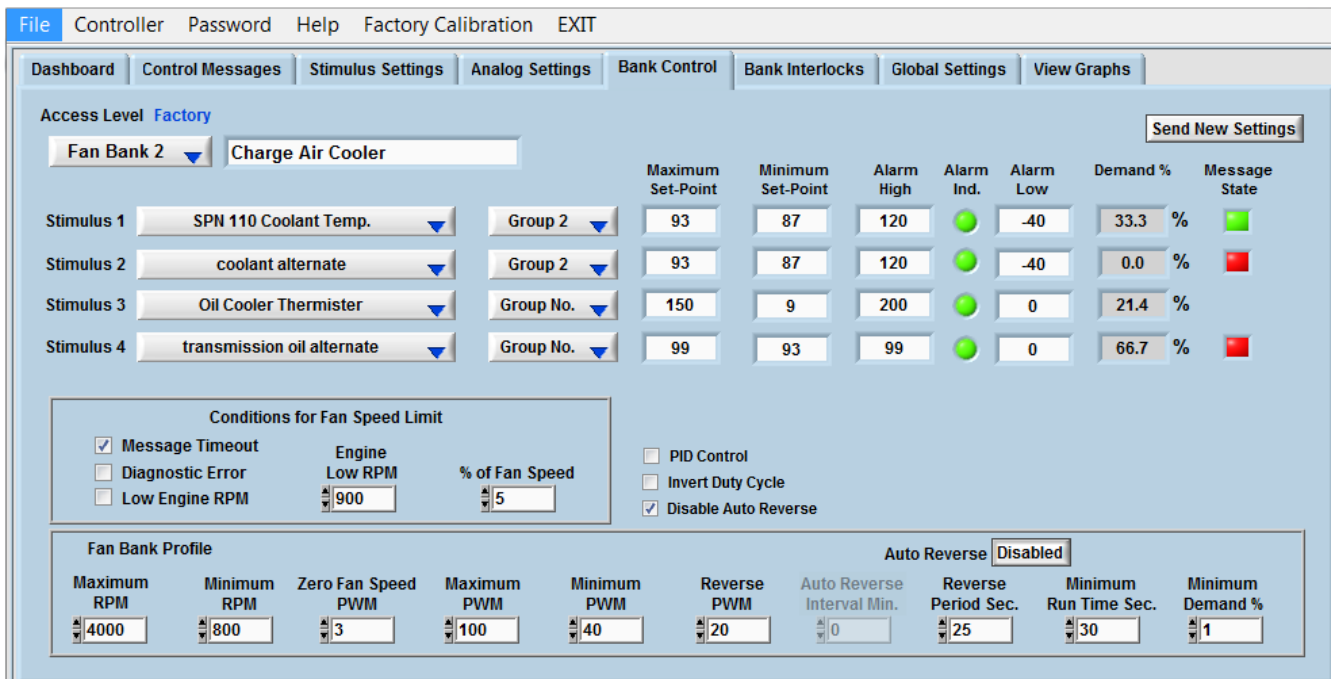 File Controller Password Help Factory Calibration EXIT
Dashboard Control Messages Stimulus Settings Analog Settings Bank Control Bank Interlocks Global Settings View Graphs
Access Level Factory
Send New Settings
Fan Bank 2 Charge Air Cooler
Maximum Minimum Alarm Alarm Alarm Demand % Message
Set-Point Set-Point High Ind. Low State
Stimulus 1 SPN 110 Coolant Temp. Group 2 93 87 120 -40 33.3 %
Stimulus 2 coolant alternate Group 2 93 87 120 -40 0.0 %
Stimulus 3 Oil Cooler Thermister Group No. 150 9 200 0 21.4 %
Stimulus 4 transmission oil alternate Group No. 99 93 99 0 66.7 %
Conditions for Fan Speed Limit
Message Timeout
Diagnostic Error
Low Engine RPM
Engine
Low RPM
900
% of Fan Speed
5
PID Control
Invert Duty Cycle
Disable Auto Reverse
Fan Bank Profile Auto Reverse Disabled
Maximum Minimum Zero Fan Speed Maximum Minimum Reverse Auto Reverse Reverse Minimum Minimum
RPM RPM PWM PWM PWM PWM Interval Min. Period Sec. Run Time Sec. Demand %
4000 800 3 100 40 20 0 25 30 1